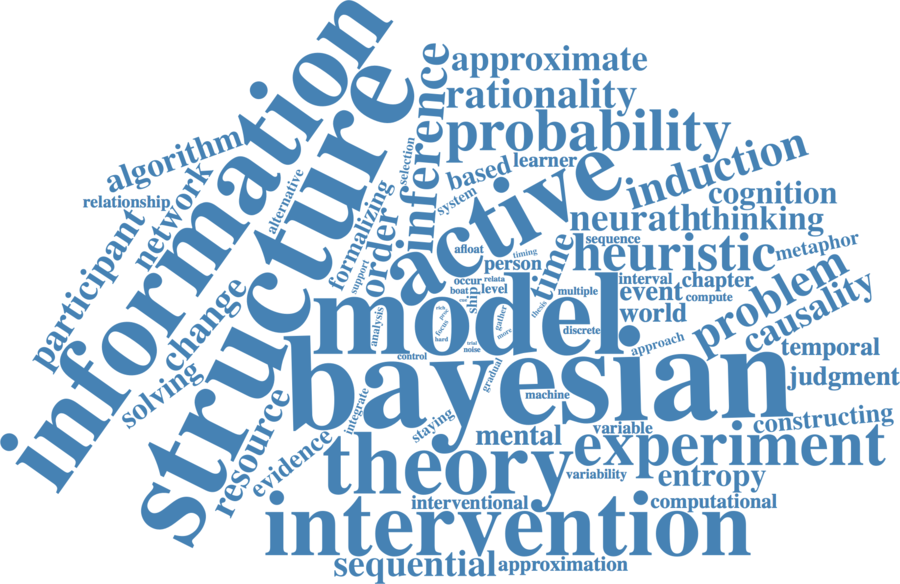 information
structure
inference
approximate
rationality
probability
algorithm
selection
based
learner
active
induction
relationship
network
alternative
formalizing
system
cognition
neurath
thinking
participant
order
support
afloat
timing
person
time
sequence
heuristic
metaphor
change
occur
relata
boat
ship
level
multiple
interval
chapter
event
compute
world
problem
causality
thesis
model
rich
pose
focus
hard
gather
more
discrete
analysis
trial
noise
control
approach
temporal
solving
bayesian
gradual
machine
judgment
resource
integrate
staying
evidence
mental
variable
constructing
experiment
theory
variability
entropy
interventional
computational
intervention
sequential
approximation